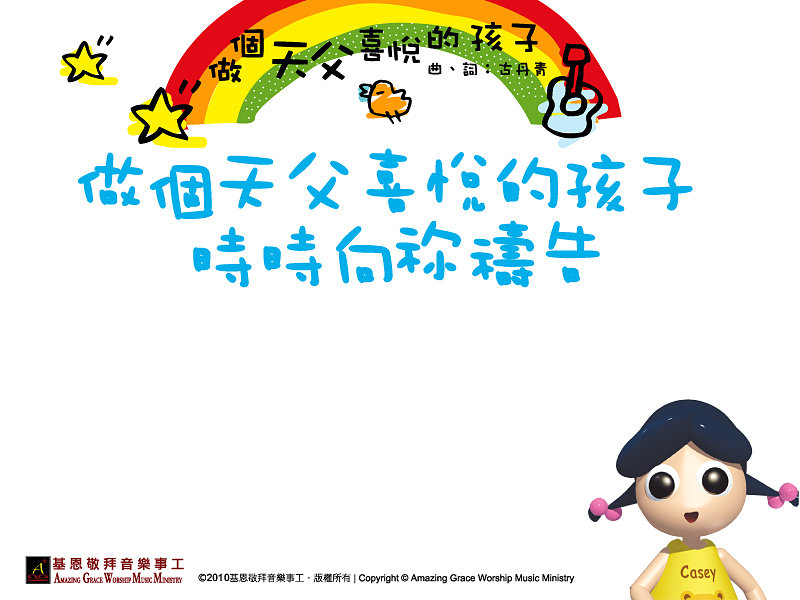 做個天父喜悅的孩子
曲、詞：古丹青
做個天父喜悅的孩子
時時向祢禱告
Casey
基恩敬拜音樂事工
AMAZING GRACE WORSHIP MUSIC MINISTRY
©2010基恩敬拜音樂事工・版權所有 | Copyright © Amazing Grace Worship Music Ministry